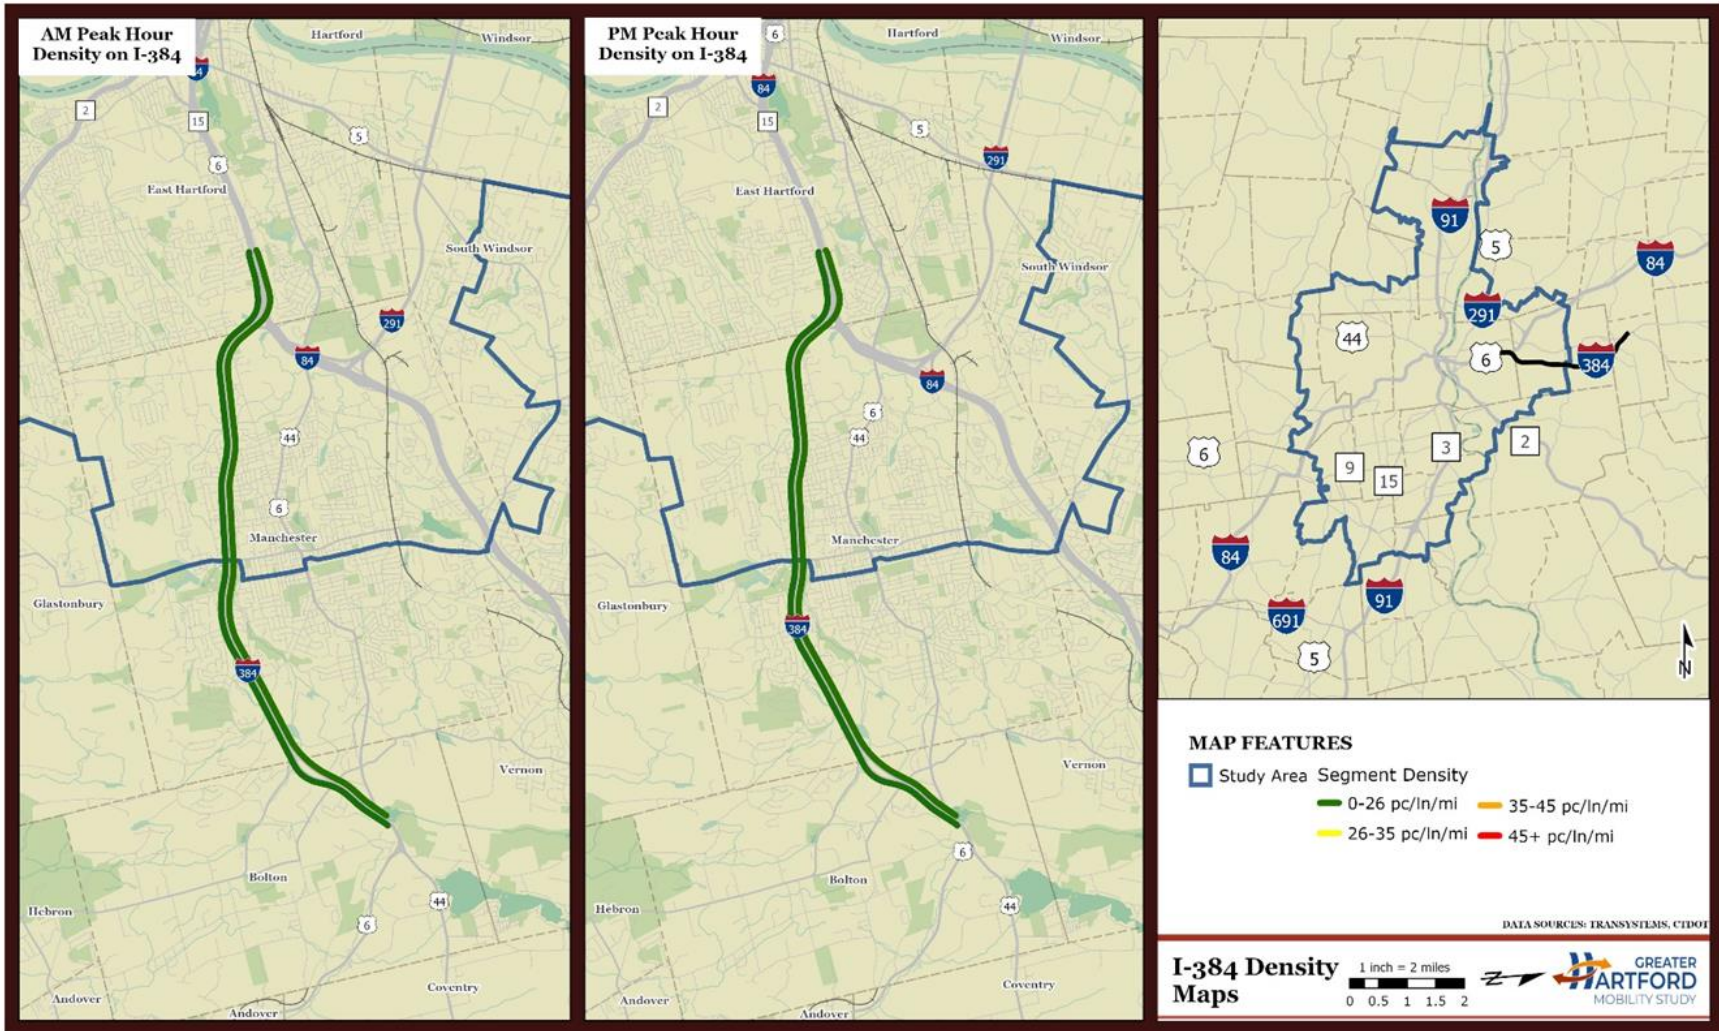 AM Peak Hour
Density on I-384
84
2
15
6
5
Hartford
Windsor
East Hartford
South Windsor
291
84
44
6
Manchester
Glastonbury
384
Vernon
Bolton
Hebron
44
6
Andover
Coventry
Andover
PM Peak Hour
Density on I-384
6
84
2
15
5
Hartford
Windsor
291
East Hartford
South Windsor
84
6
44
Manchester
Glastonbury
384
Vernon
6
Bolton
44
Hebron
Coventry
Andover
Andover
91
5
84
291
44
6
384
6
3
2
9
15
84
91
691
5
N
MAP FEATURES
Study Area
Segment Density
0-26 pc/ln/mi
35-45 pc/ln/mi
26-35 pc/ln/mi
45+ pc/ln/mi
DATA SOURCES: TRANSYSTEMS, CTDOT
I-384 Density
Maps
1 inch = 2 miles
0 0.5 1 1.5 2
N
GREATER
HARTFORD
MOBILITY STUDY